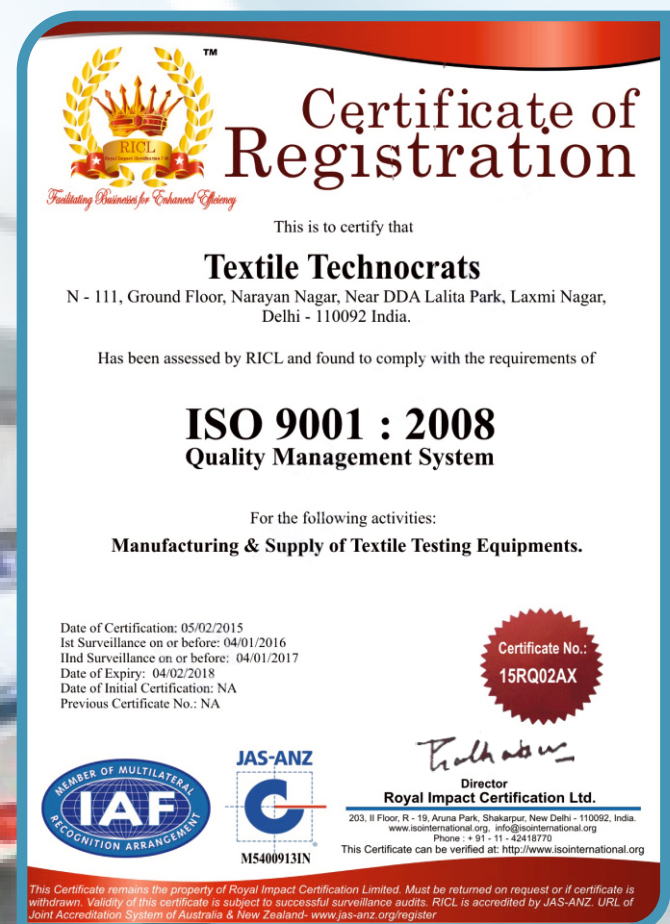 TM
RICL
Royal Impact Certification Ltd.
Facilitating Businesses for Enhanced Efficiency
Certificate of
Registration
This is to certify that
Textile Technocrats
N - 111, Ground Floor, Narayan Nagar, Near DDA Lalita Park, Laxmi Nagar,
Delhi - 110092 India.
Has been assessed by RICL and found to comply with the requirements of
ISO 9001 : 2008
Quality Management System
For the following activities:
Manufacturing & Supply of Textile Testing Equipments.
Date of Certification: 05/02/2015
Ist Surveillance on or before: 04/01/2016
IInd Surveillance on or before: 04/01/2017
Date of Expiry: 04/02/2018
Date of Initial Certification: NA
Previous Certificate No.: NA
Certificate No.:
15RQ02AX
MEMBER OF MULTILATERAL
IAF
RECOGNITION ARRANGEMENT
JAS-ANZ
C
M5400913IN
Director
Royal Impact Certification Ltd.
203, II Floor, R - 19, Aruna Park, Shakarpur, New Delhi - 110092, India.
www.isointernational.org, info@isointernational.org
Phone : + 91 - 11 - 42418770
This Certificate can be verified at: http://www.isointernational.org
This Certificate remains the property of Royal Impact Certification Limited. Must be returned on request or if certificate is
withdrawn. Validity of this certificate is subject to successful surveillance audits. RICL is accredited by JAS-ANZ. URL of
Joint Accreditation System of Australia & New Zealand- www.jas-anz.org/register